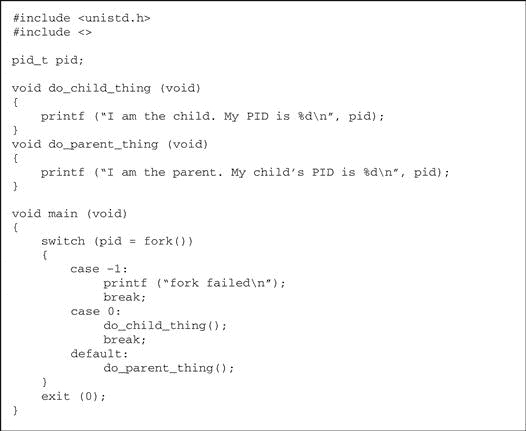 #include <unistd.h>
#include <>
pid_t pid;
void do_child_thing (void)
{
printf (“I am the child. My PID is %d\n”, pid);
}
void do_parent_thing (void)
{
printf (“I am the parent. My child’s PID is %d\n”, pid);
}
void main (void)
{
switch (pid = fork())
{
case –1:
printf (“fork failed\n”);
break;
case 0:
do_child_thing();
break;
default:
do_parent_thing();
}
exit (0);
}